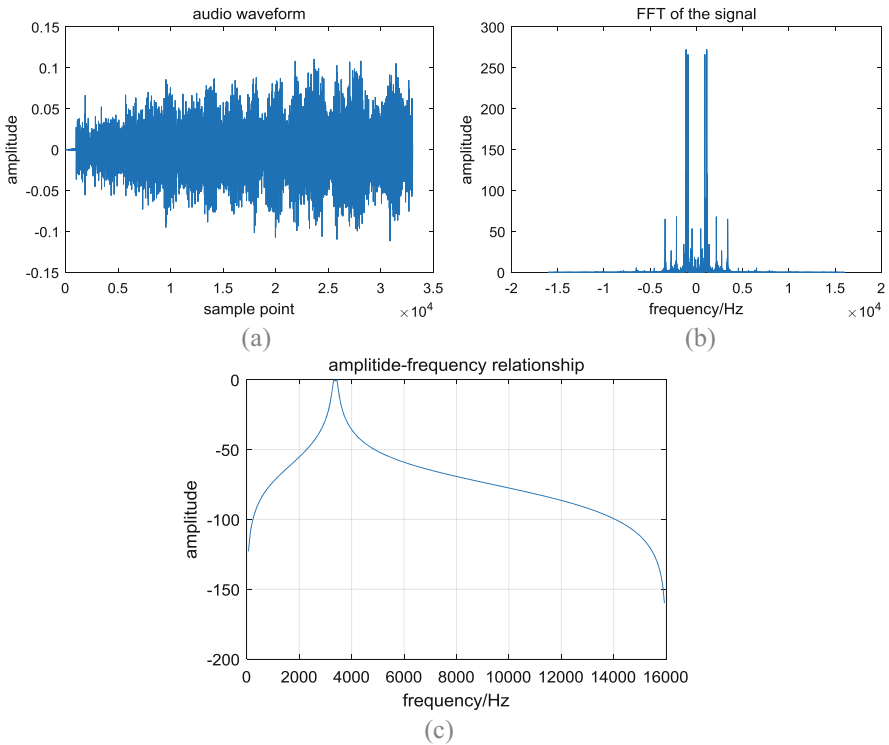 audio waveform
0.15
0.1
0.05
0
-0.05
-0.1
-0.15
amplitude
0 0.5 1 1.5 2 2.5 3 3.5
sample point
×10^4
(a)
FFT of the signal
300
250
200
150
100
50
0
amplitude
-2 -1.5 -1 -0.5 0 0.5 1 1.5 2
frequency/Hz
×10^4
(b)
amplitide-frequency relationship
0
-50
-100
-150
-200
amplitude
0 2000 4000 6000 8000 10000 12000 14000 16000
frequency/Hz
(c)